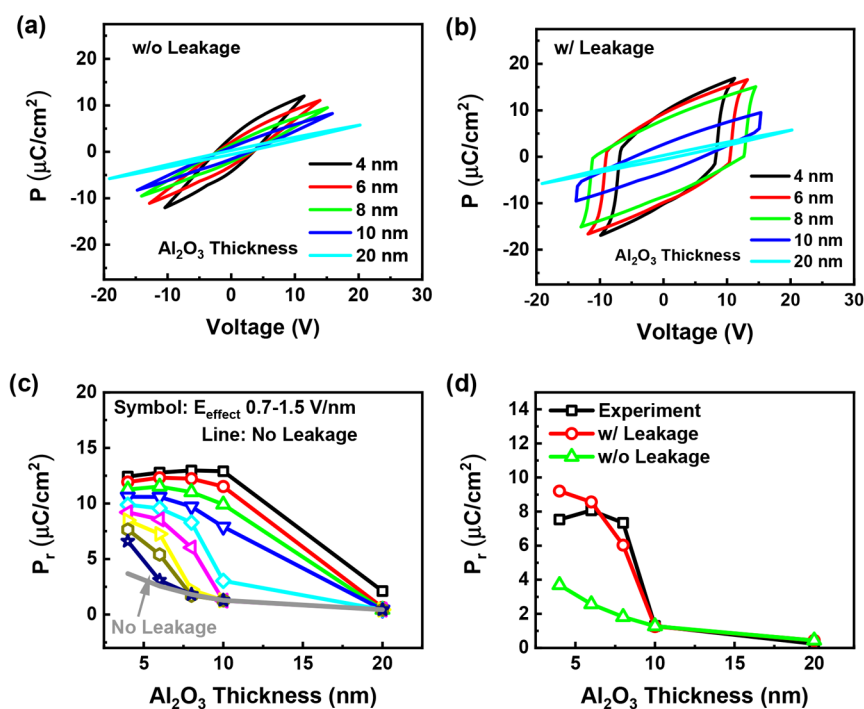 (a)
w/o Leakage
P (μC/cm²)
20
10
0
-10
-20
4 nm
6 nm
8 nm
10 nm
20 nm
Al₂O₃ Thickness
-20 -10 0 10 20 30
Voltage (V)
(b)
w/ Leakage
P (μC/cm²)
20
10
0
-10
-20
4 nm
6 nm
8 nm
10 nm
20 nm
Al₂O₃ Thickness
-20 -10 0 10 20 30
Voltage (V)
(c)
Symbol: E_effect 0.7-1.5 V/nm
Line: No Leakage
Pᵣ (μC/cm²)
20
15
10
5
0
No Leakage
5 10 15 20
Al₂O₃ Thickness (nm)
(d)
Experiment
w/ Leakage
w/o Leakage
Pᵣ (μC/cm²)
14
12
10
8
6
4
2
0
5 10 15 20
Al₂O₃ Thickness (nm)